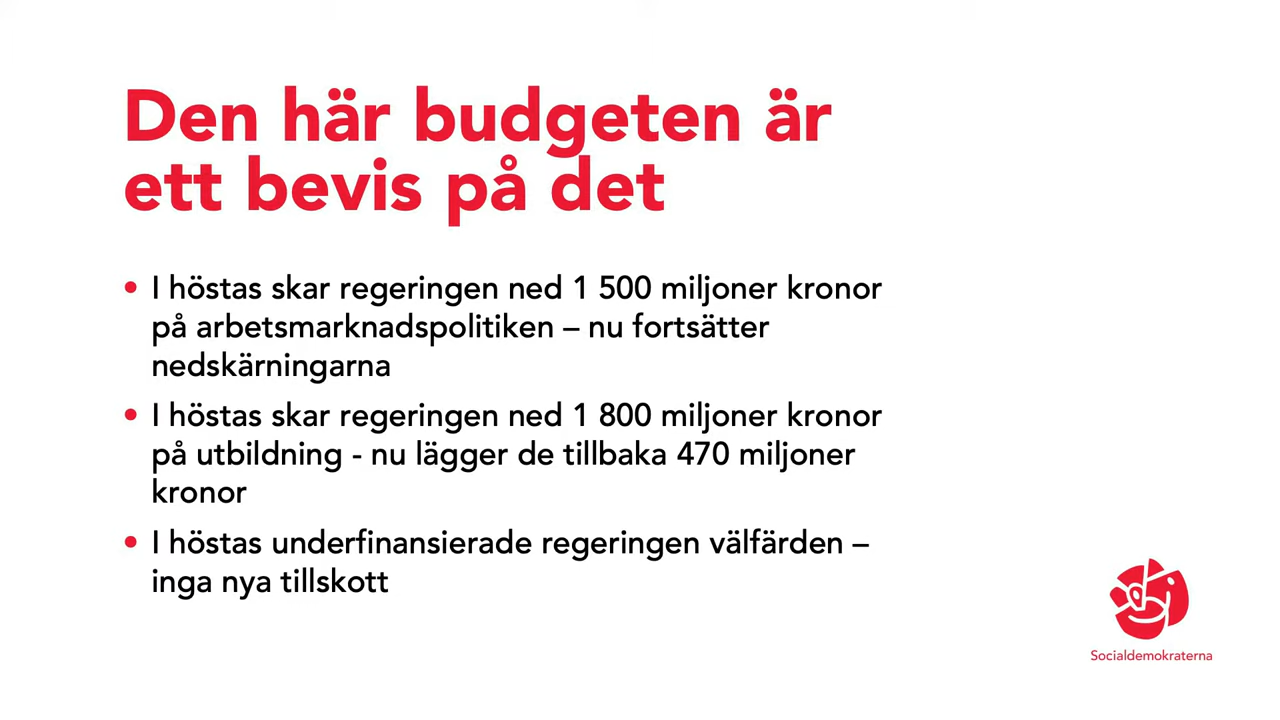 Den här budgeten är
ett bevis på det
• I höstas skar regeringen ned 1 500 miljoner kronor
på arbetsmarknadspolitiken – nu fortsätter
nedskärningarna
• I höstas skar regeringen ned 1 800 miljoner kronor
på utbildning - nu lägger de tillbaka 470 miljoner
kronor
• I höstas underfinansierade regeringen välfärden –
inga nya tillskott
Socialdemokraterna